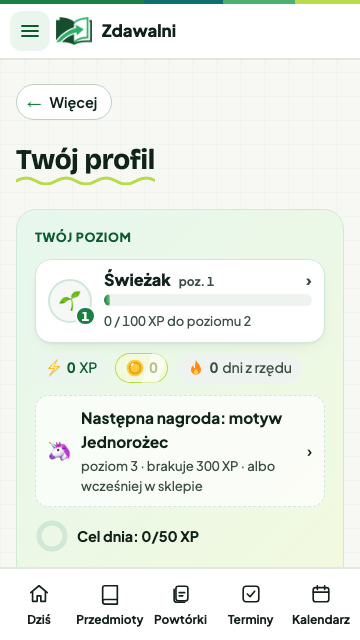 Zdawalni
← Więcej
Twój profil
TWÓJ POZIOM
Świeżak poz. 1 ›
1
0 / 100 XP do poziomu 2
0 XP
0
0 dni z rzędu
Następna nagroda: motyw
Jednorożec
poziom 3 · brakuje 300 XP · albo
wcześniej w sklepie
›
Cel dnia: 0/50 XP
Dziś Przedmioty Powtórki Terminy Kalendarz